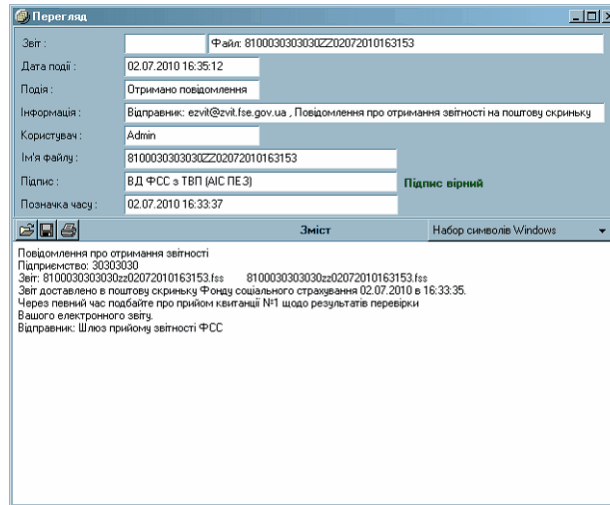 Перегляд
Звіт : Файл: 8100030303030ZZ02072010163153
Дата події : 02.07.2010 16:35:12
Подія : Отримано повідомлення
Інформація : Відправник: ezvit@zvit.fse.gov.ua , Повідомлення про отримання звітності на поштову скриньку
Користувач : Admin
Ім'я файлу : 8100030303030ZZ02072010163153
Підпис : ВД ФСС з ТВП (АІС ПЕЗ) Підпис вірний
Позначка часу : 02.07.2010 16:33:37
Зміст Набор символів Windows
Повідомлення про отримання звітності
Підприємство: 30303030
Звіт: 8100030303030zz02072010163153.fss 8100030303030zz02072010163153.fss
Звіт доставлено в поштову скриньку Фонду соціального страхування 02.07.2010 в 16:33:35.
Через певний час подбайте про прийом квитанції №1 щодо результатів перевірки
Вашого електронного звіту.
Відправник: Шлюз прийому звітності ФСС